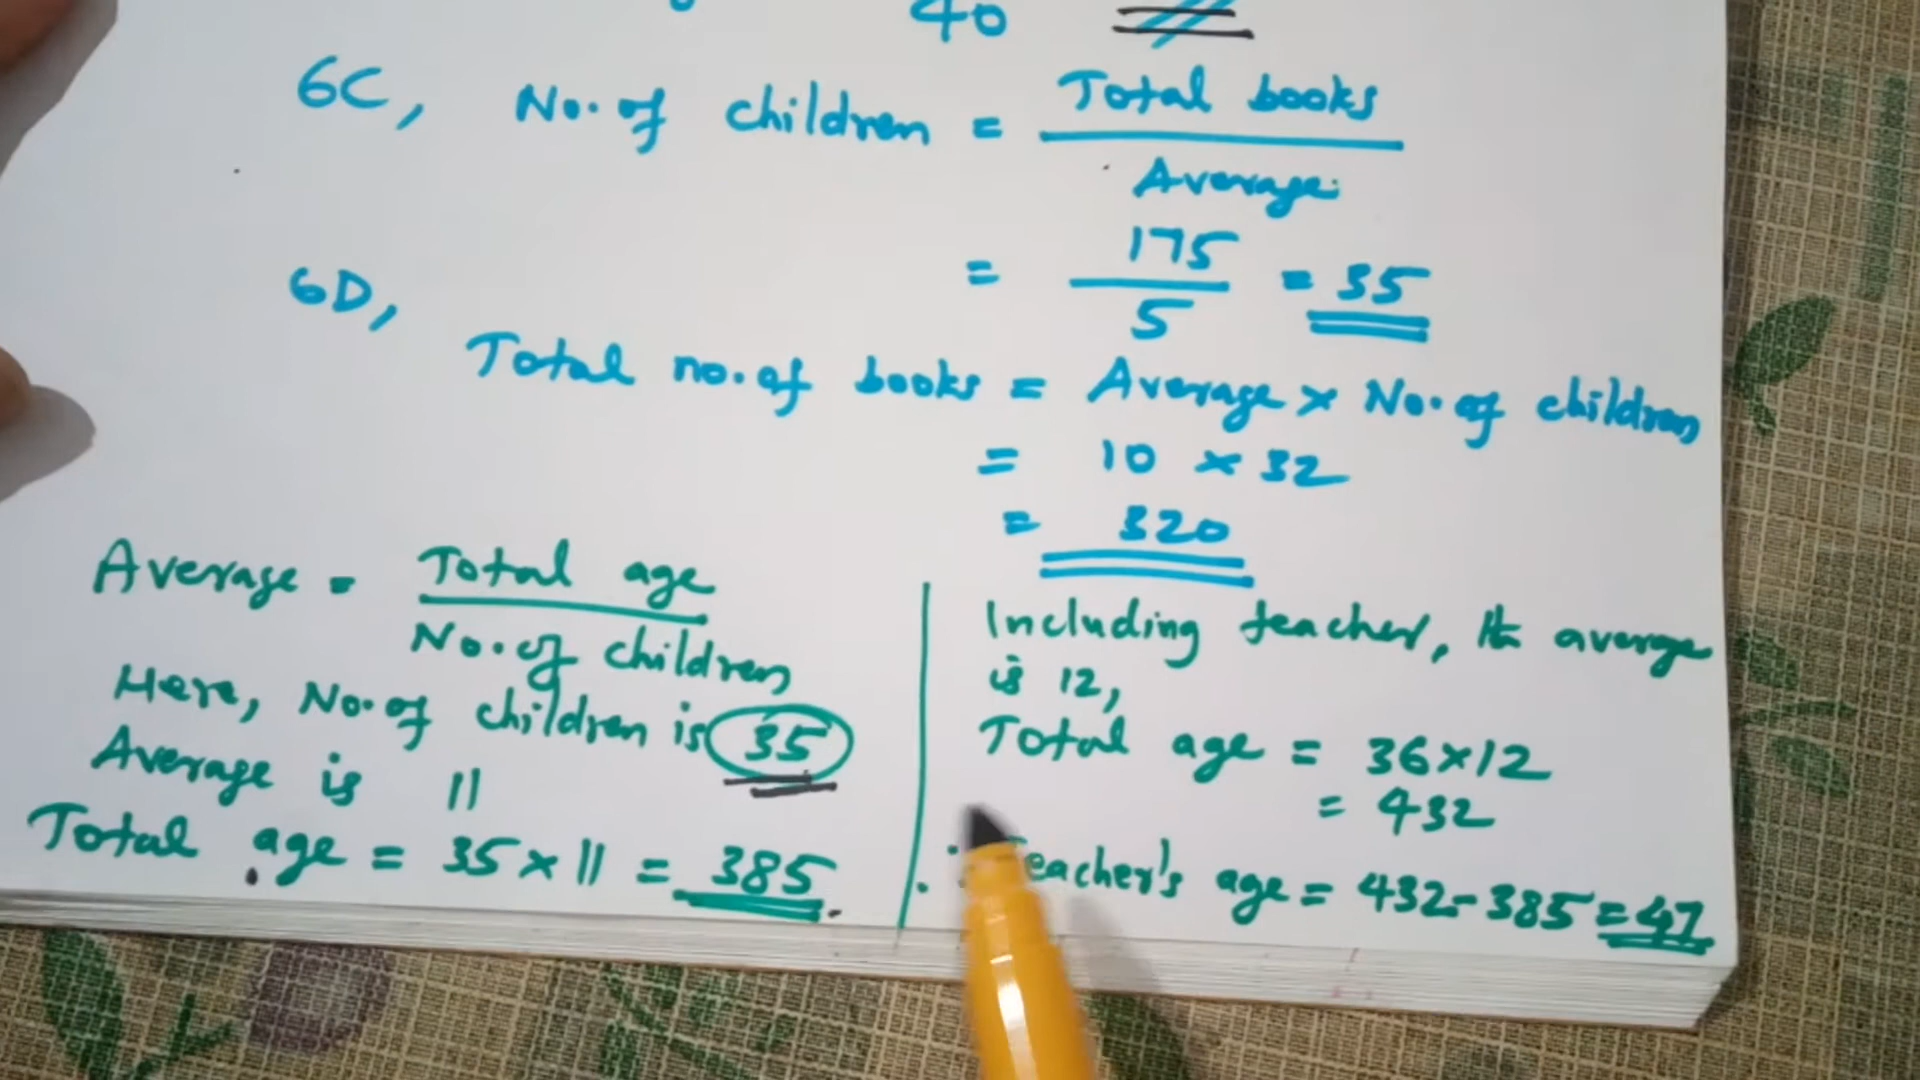 40
6C, No. of children = Total books
Average
= 175
5
= 35
6D,
Total no. of books = Average × No. of children
= 10 × 32
= 320
Average = Total age
No. of children
Here, No. of children is 35
Average is 11
Total age = 35 × 11 = 385
Including teacher, the average
is 12,
Total age = 36×12
= 432
Teacher's age = 432 - 385 = 47